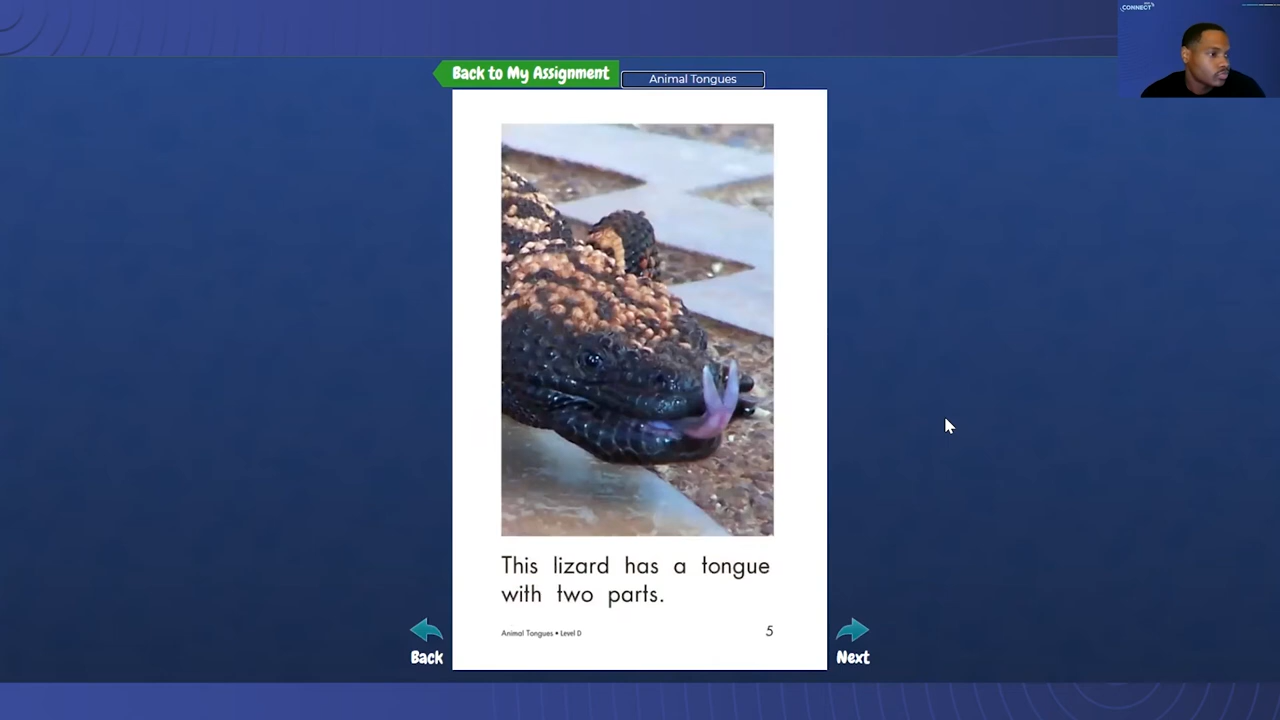 CONNECT
Back to My Assignment
Animal Tongues
This lizard has a tongue
with two parts.
Animal Tongues • Level D
5
Back
Next